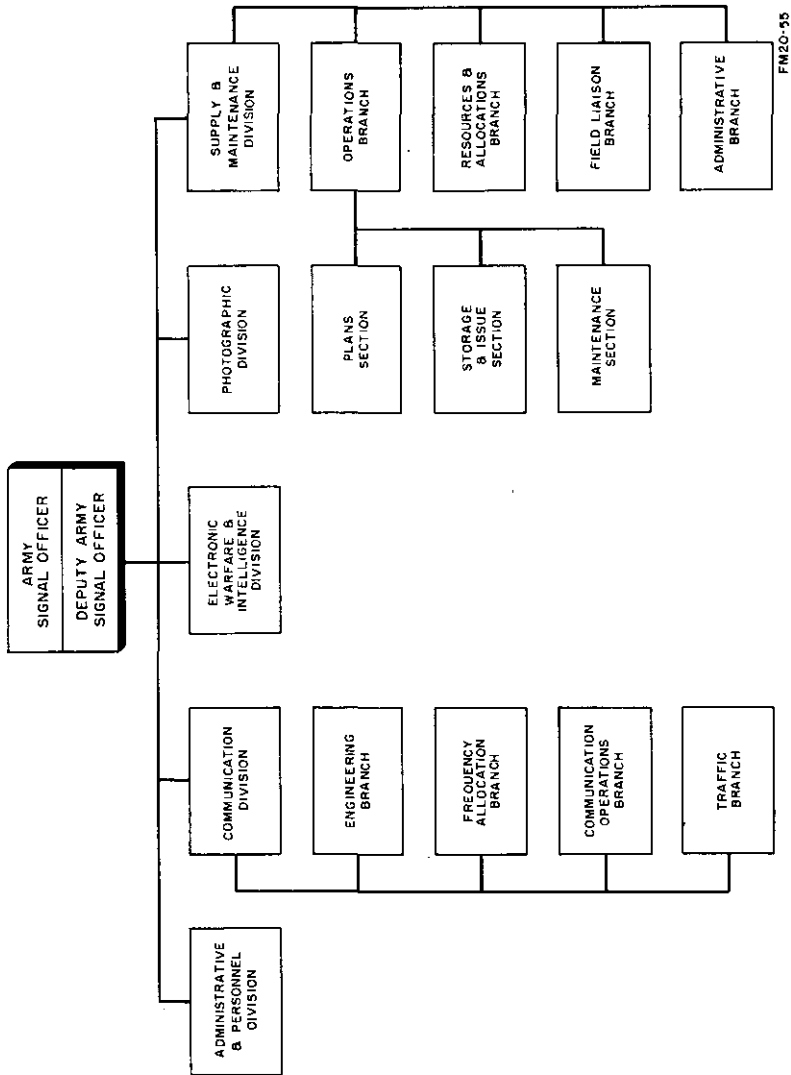 ARMY
SIGNAL OFFICER
DEPUTY ARMY
SIGNAL OFFICER
ADMINISTRATIVE
& PERSONNEL
DIVISION
COMMUNICATION
DIVISION
ELECTRONIC
WARFARE &
INTELLIGENCE
DIVISION
PHOTOGRAPHIC
DIVISION
SUPPLY &
MAINTENANCE
DIVISION
ENGINEERING
BRANCH
FREQUENCY
ALLOCATION
BRANCH
COMMUNICATION
OPERATIONS
BRANCH
TRAFFIC
BRANCH
PLANS
SECTION
STORAGE
& ISSUE
SECTION
MAINTENANCE
SECTION
OPERATIONS
BRANCH
RESOURCES &
ALLOCATIONS
BRANCH
FIELD LIAISON
BRANCH
ADMINISTRATIVE
BRANCH
FM20-55